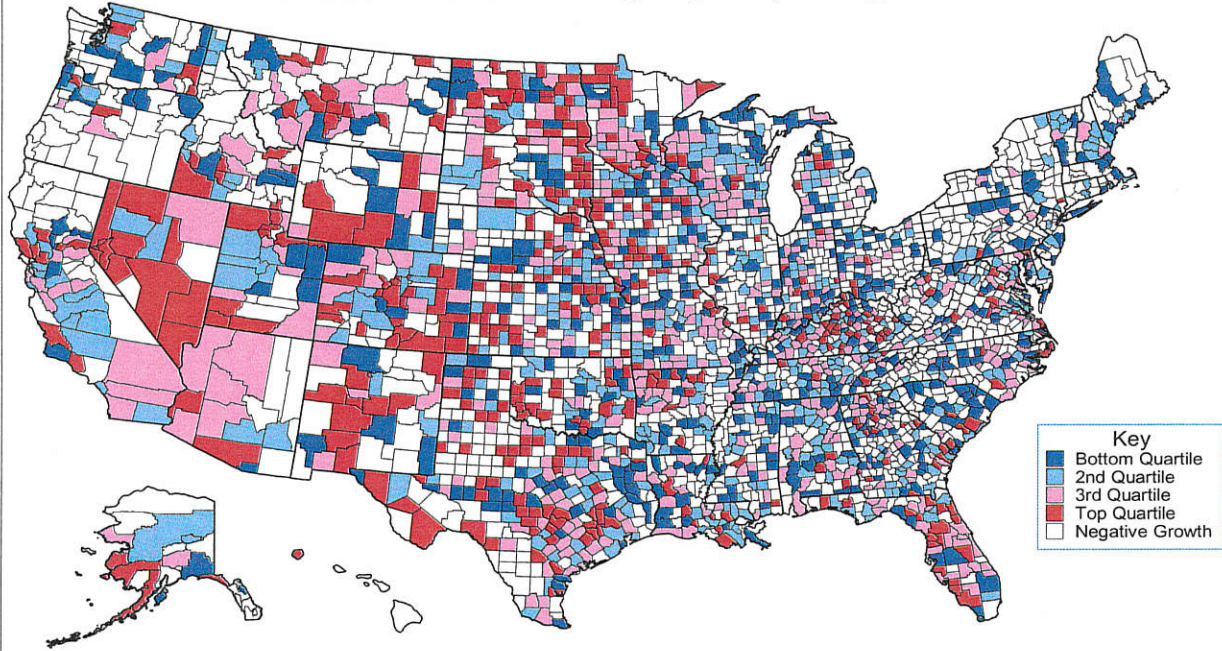 Key
Bottom Quartile
2nd Quartile
3rd Quartile
Top Quartile
Negative Growth